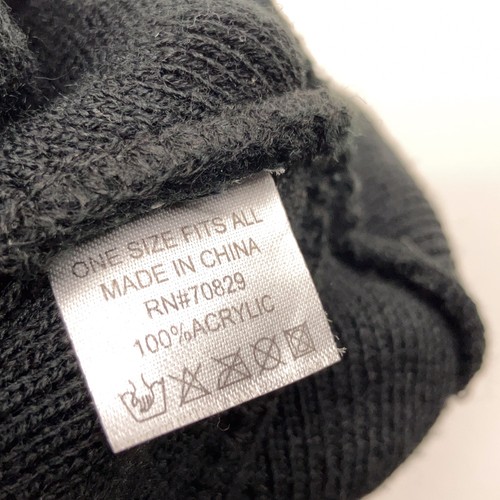 ONE SIZE FITS ALL
MADE IN CHINA
RN#70829
100%ACRYLIC